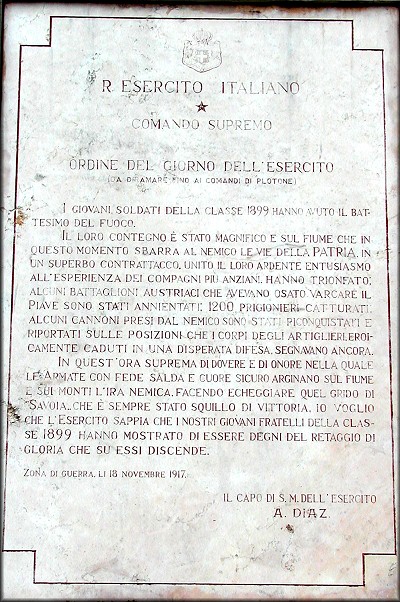 R. ESERCITO ITALIANO
COMANDO SUPREMO
ORDINE DEL GIORNO DELL'ESERCITO
(DA DIRAMARE FINO AI COMANDI DI PLOTONE)
I GIOVANI SOLDATI DELLA CLASSE 1899 HANNO AVUTO IL BAT-
TESIMO DEL FUOCO.
IL LORO CONTEGNO È STATO MAGNIFICO E SUL FIUME CHE IN
QUESTO MOMENTO SBARRA AL NEMICO LE VIE DELLA PATRIA, IN
UN SUPERBO CONTRATTACCO, UNITO IL LORO ARDENTE ENTUSIASMO
ALL'ESPERIENZA DEI COMPAGNI PIÙ ANZIANI, HANNO TRIONFATO.
ALCUNI BATTAGLIONI AUSTRIACI CHE AVEVANO OSATO VARCARE IL
PIAVE SONO STATI ANNIENTATI. 1200 PRIGIONIERI CATTURATI.
ALCUNI CANNONI PRESI DAL NEMICO SONO STATI RICONQUISTATI E
RIPORTATI SULLE POSIZIONI CHE I CORPI DEGLI ARTIGLIERI, EROI-
CAMENTE CADUTI IN UNA DISPERATA DIFESA, SEGNAVANO ANCORA.
IN QUEST'ORA SUPREMA DI DOVERE E DI ONORE NELLA QUALE
LE ARMATE CON FEDE SALDA E CUORE SICURO ARGINANO SUL FIUME
E SUI MONTI L'IRA NEMICA, FACENDO ECHEGGIARE QUEL GRIDO DI
"SAVOIA" CHE È SEMPRE STATO SQUILLO DI VITTORIA, IO VOGLIO
CHE L'ESERCITO SAPPIA CHE I NOSTRI GIOVANI FRATELLI DELLA CLAS-
SE 1899 HANNO MOSTRATO DI ESSERE DEGNI DEL RETAGGIO DI
GLORIA CHE SU ESSI DISCENDE.
ZONA DI GUERRA, LI 18 NOVEMBRE 1917.
IL CAPO DI S. M. DELL'ESERCITO
A. DIAZ.